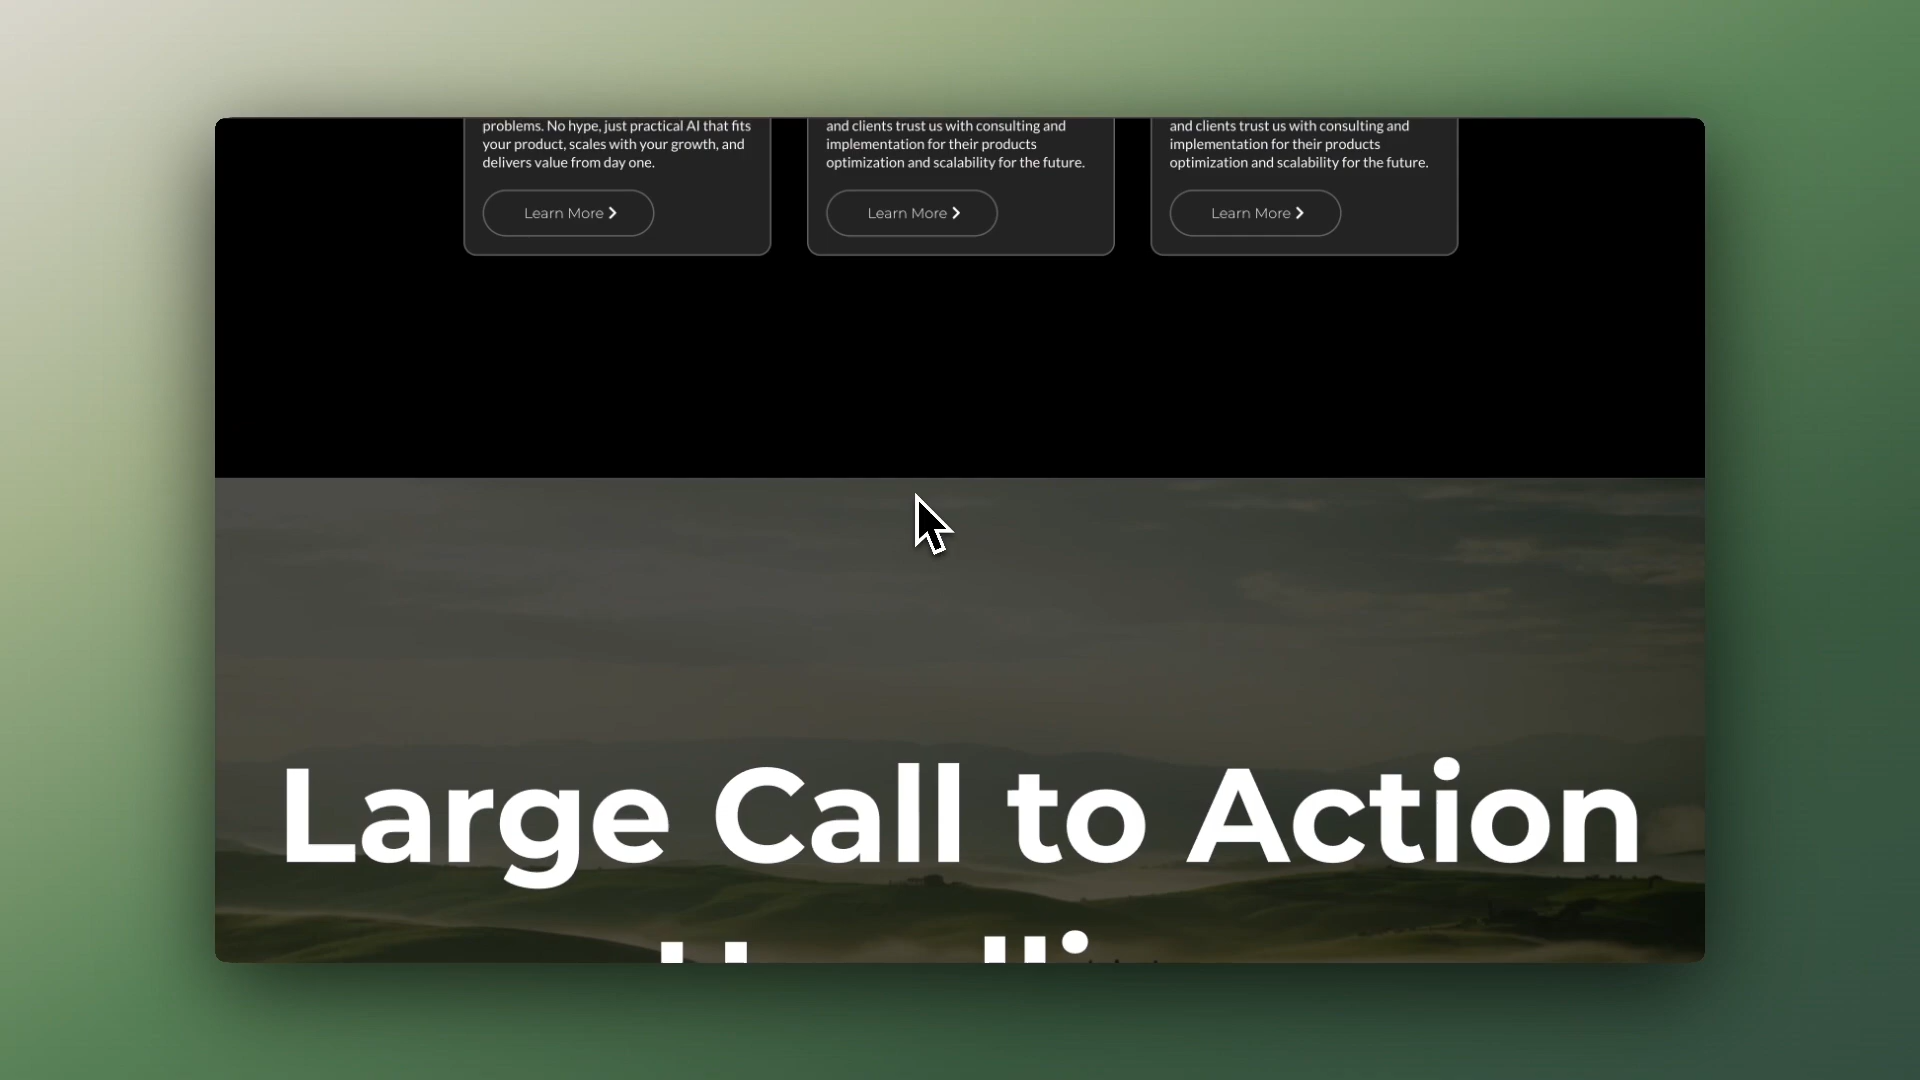 problems. No hype, just practical AI that fits
your product, scales with your growth, and
delivers value from day one.
Learn More
and clients trust us with consulting and
implementation for their products
optimization and scalability for the future.
Learn More
and clients trust us with consulting and
implementation for their products
optimization and scalability for the future.
Learn More
Large Call to Action